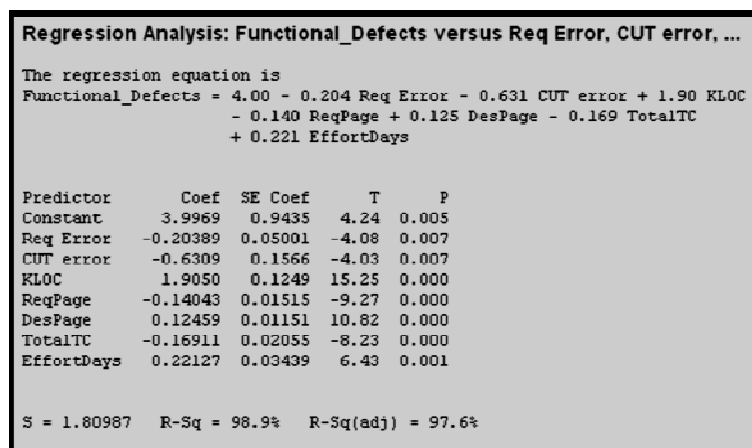 Regression Analysis: Functional_Defects versus Req Error, CUT error, ...
The regression equation is
Functional_Defects = 4.00 - 0.204 Req Error - 0.631 CUT error + 1.90 KLOC
- 0.140 ReqPage + 0.125 DesPage - 0.169 TotalTC
+ 0.221 EffortDays
Predictor Coef SE Coef T P
Constant 3.9969 0.9435 4.24 0.005
Req Error -0.20389 0.05001 -4.08 0.007
CUT error -0.6309 0.1566 -4.03 0.007
KLOC 1.9050 0.1249 15.25 0.000
ReqPage -0.14043 0.01515 -9.27 0.000
DesPage 0.12459 0.01151 10.82 0.000
TotalTC -0.16911 0.02055 -8.23 0.000
EffortDays 0.22127 0.03439 6.43 0.001
S = 1.80987 R-Sq = 98.9% R-Sq(adj) = 97.6%